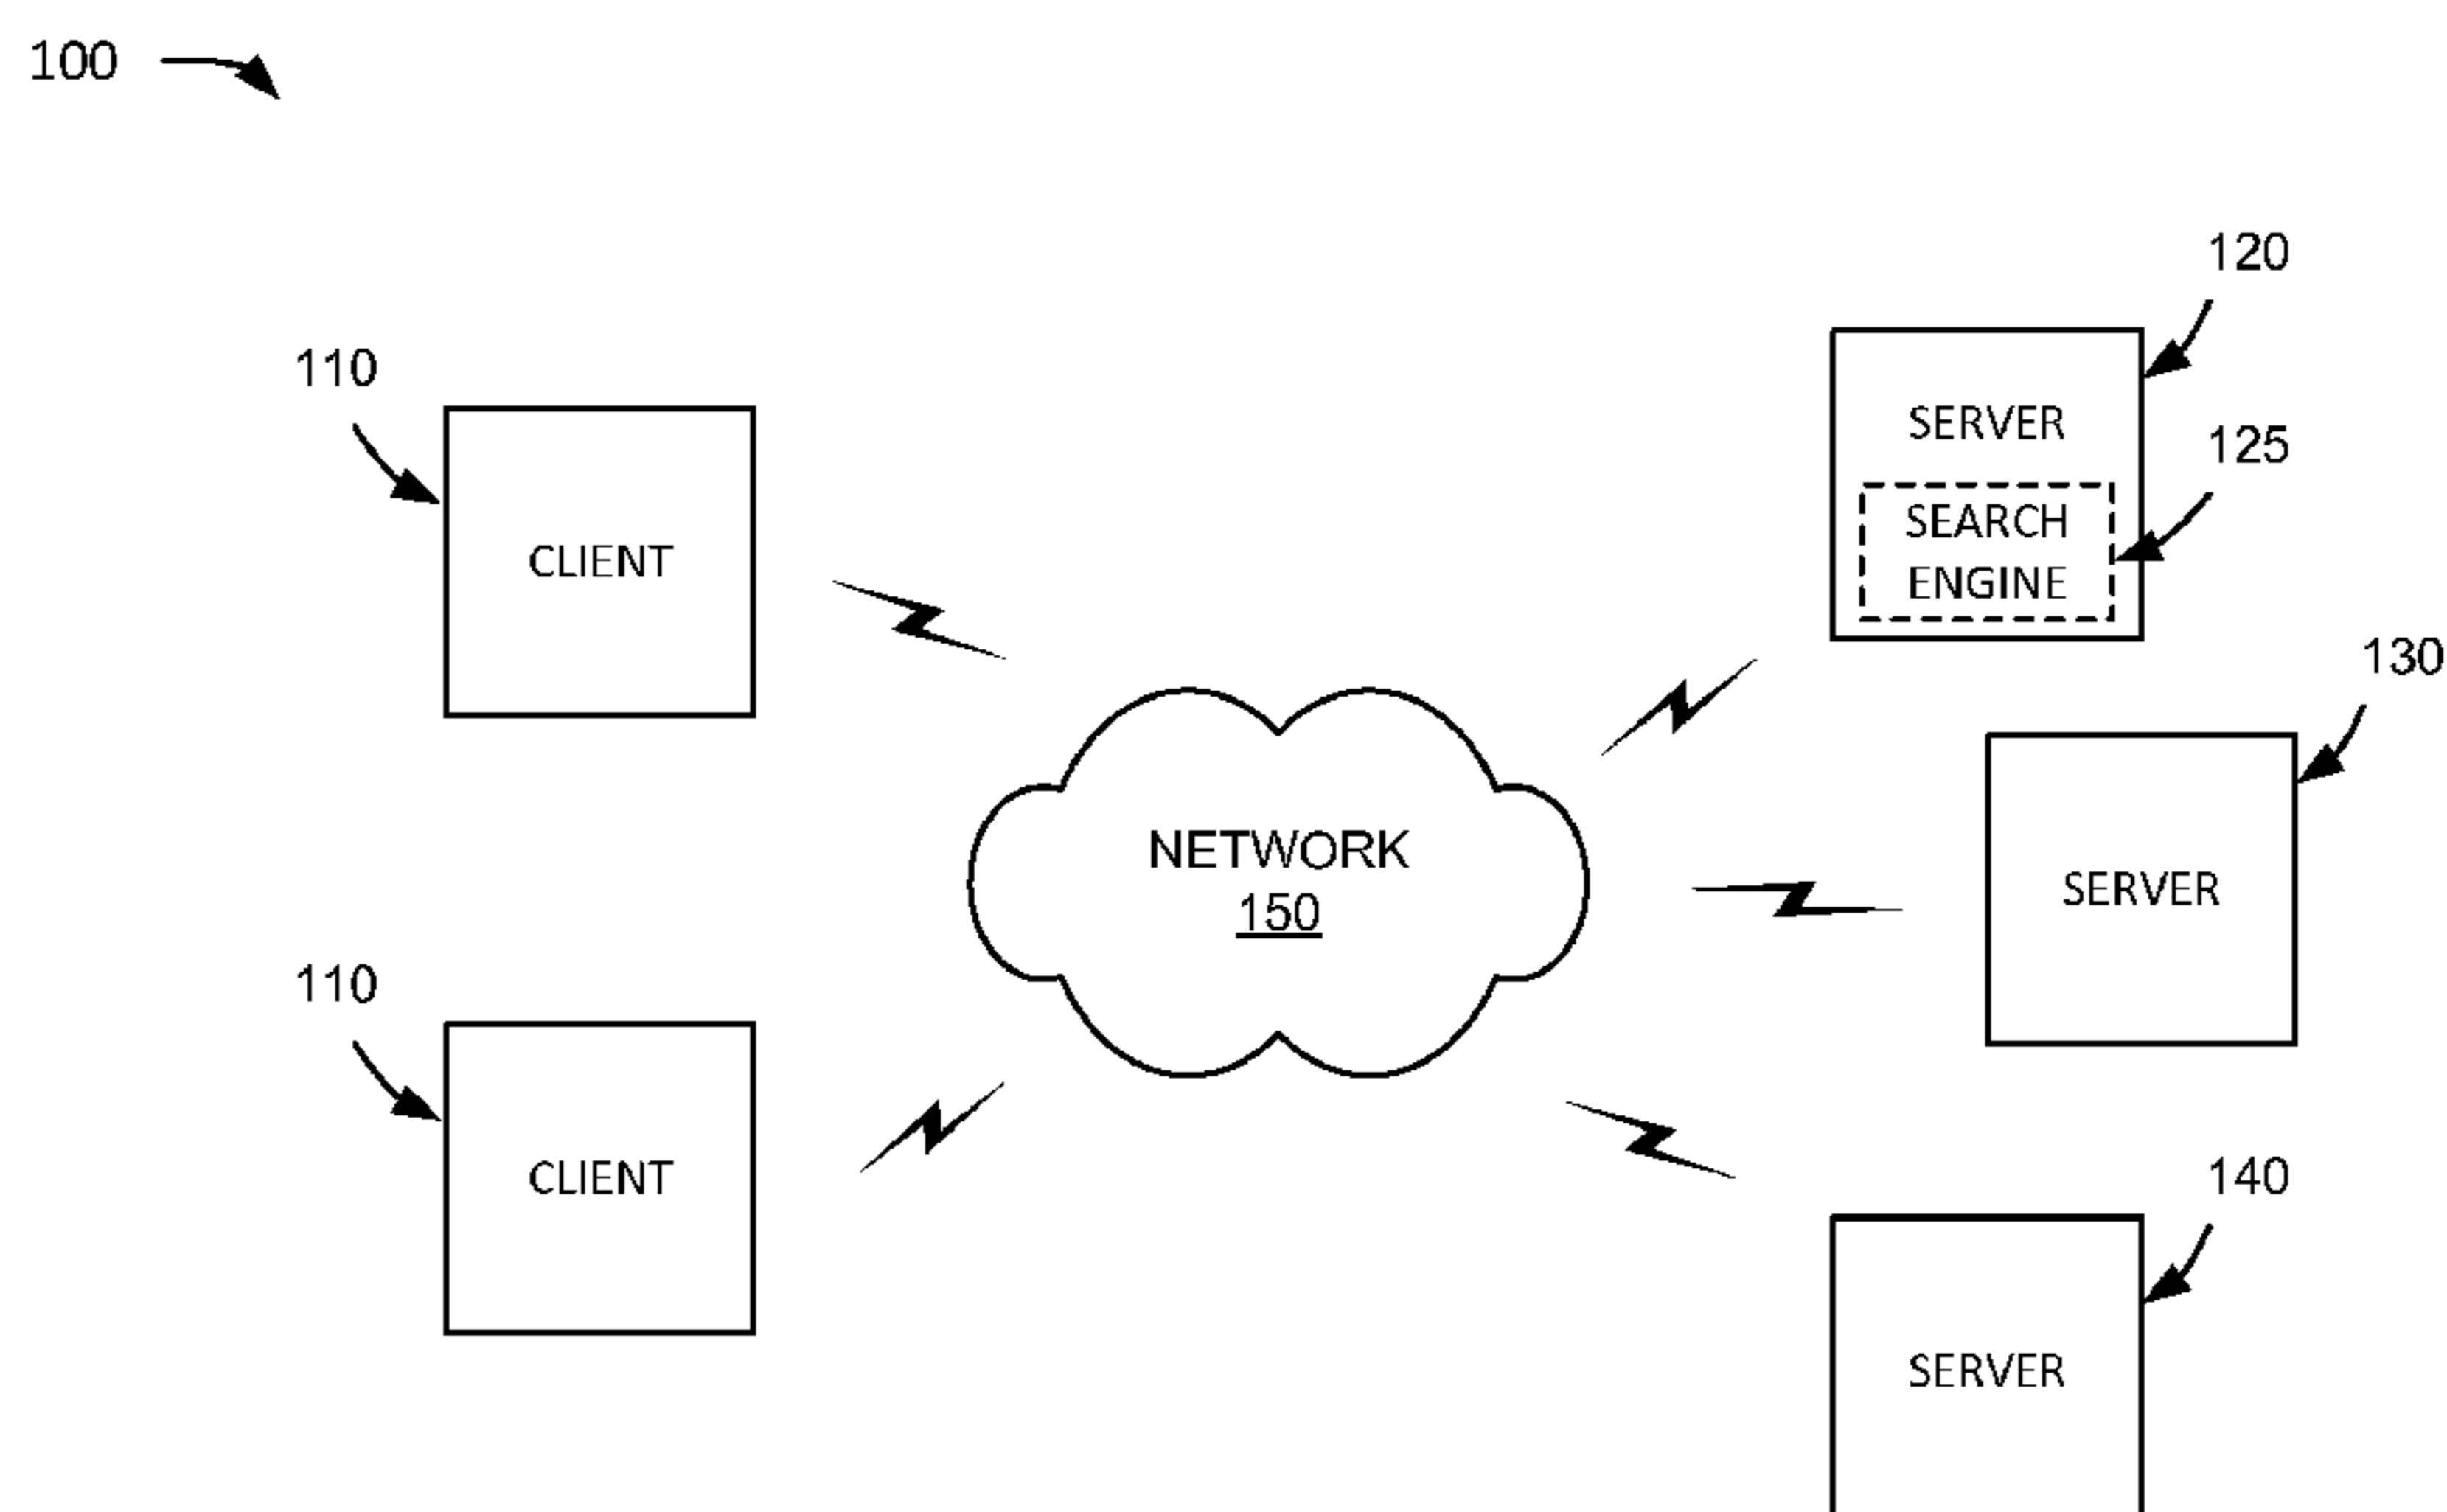 100
120
110
SERVER
125
SEARCH
ENGINE
CLIENT
130
NETWORK
150
SERVER
110
CLIENT
140
SERVER